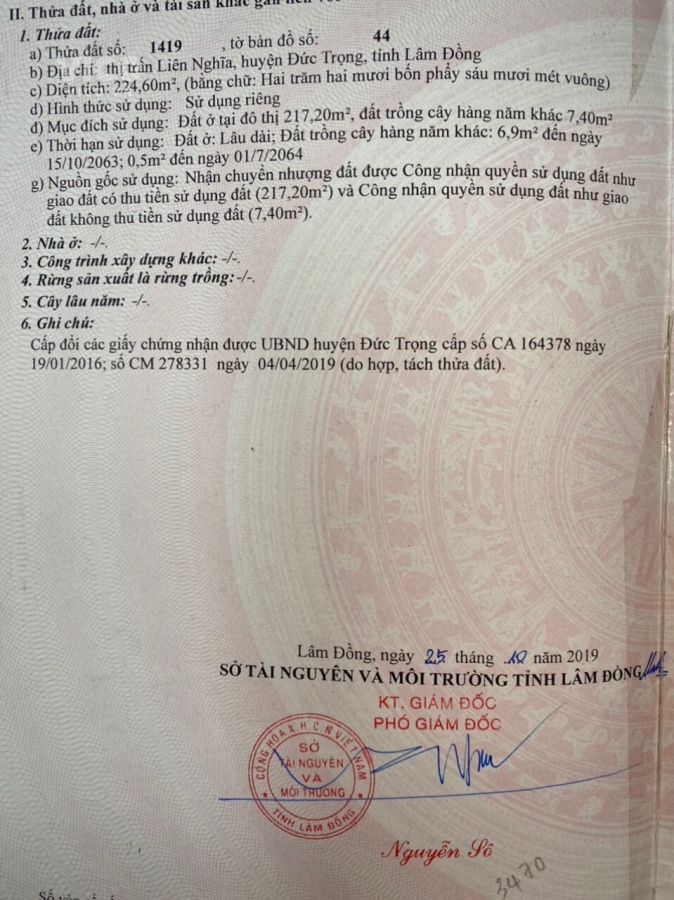 II. Thửa đất, nhà ở và tài sản khác gắn liền với
1. Thửa đất:
a) Thửa đất số: 1419 , tờ bản đồ số: 44
b) Địa chỉ: thị trấn Liên Nghĩa, huyện Đức Trọng, tỉnh Lâm Đồng
c) Diện tích: 224,60m², (bằng chữ: Hai trăm hai mươi bốn phẩy sáu mươi mét vuông)
d) Hình thức sử dụng: Sử dụng riêng
đ) Mục đích sử dụng: Đất ở tại đô thị 217,20m², đất trồng cây hàng năm khác 7,40m²
e) Thời hạn sử dụng: Đất ở: Lâu dài; Đất trồng cây hàng năm khác: 6,9m² đến ngày
15/10/2063; 0,5m² đến ngày 01/7/2064
g) Nguồn gốc sử dụng: Nhận chuyển nhượng đất được Công nhận quyền sử dụng đất như
giao đất có thu tiền sử dụng đất (217,20m²) và Công nhận quyền sử dụng đất như giao
đất không thu tiền sử dụng đất (7,40m²).
2. Nhà ở: -/-.
3. Công trình xây dựng khác: -/-.
4. Rừng sản xuất là rừng trồng: -/-.
5. Cây lâu năm: -/-.
6. Ghi chú:
Cấp đổi các giấy chứng nhận được UBND huyện Đức Trọng cấp số CA 164378 ngày
19/01/2016; số CM 278331 ngày 04/04/2019 (do hợp, tách thửa đất).
Lâm Đồng, ngày 25 tháng 10 năm 2019
SỞ TÀI NGUYÊN VÀ MÔI TRƯỜNG TỈNH LÂM ĐỒNG
KT. GIÁM ĐỐC
PHÓ GIÁM ĐỐC
CỘNG HÒA X.H.C.N VIỆT NAM
SỞ
TÀI NGUYÊN
VÀ
MÔI TRƯỜNG
TỈNH LÂM ĐỒNG
Nguyễn Sô
3470